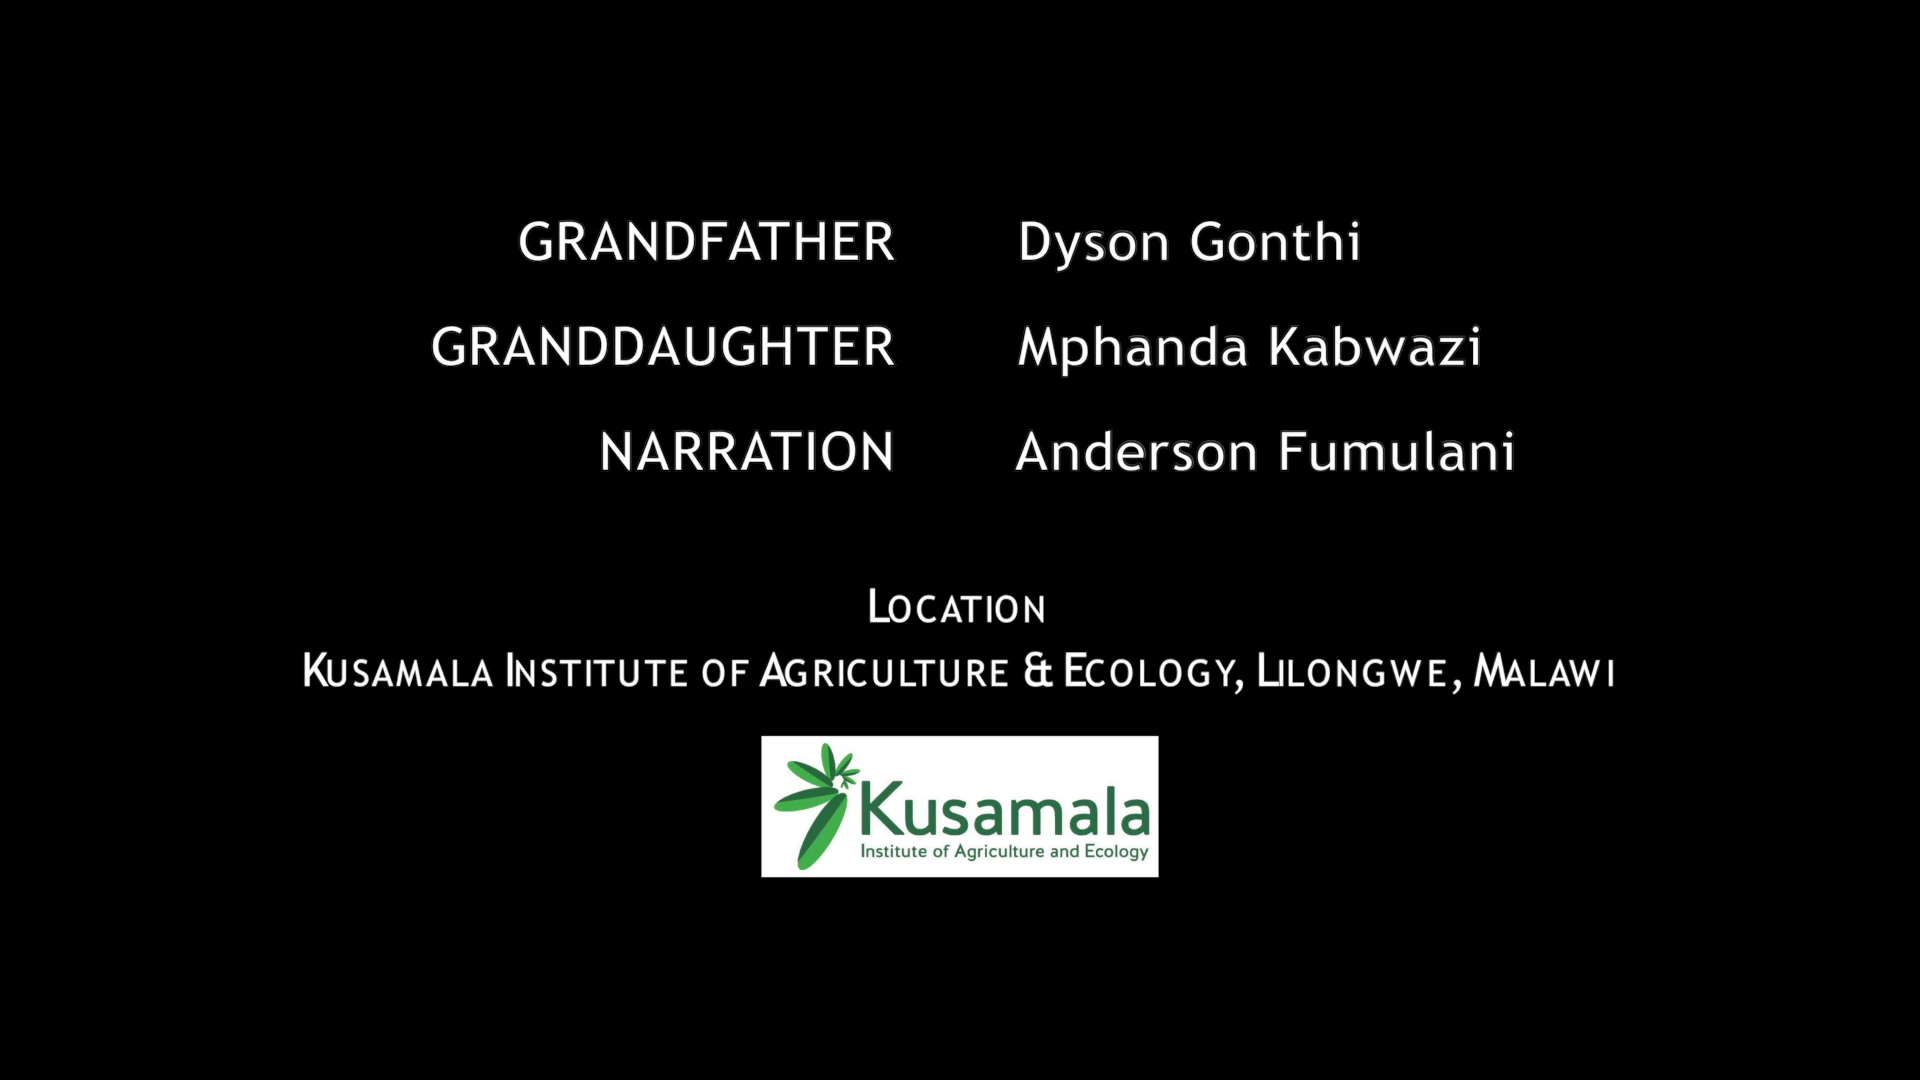 GRANDFATHER Dyson Gonthi
GRANDDAUGHTER Mphanda Kabwazi
NARRATION Anderson Fumulani
LOCATION
KUSAMALA INSTITUTE OF AGRICULTURE & ECOLOGY, LILONGWE, MALAWI
Kusamala
Institute of Agriculture and Ecology